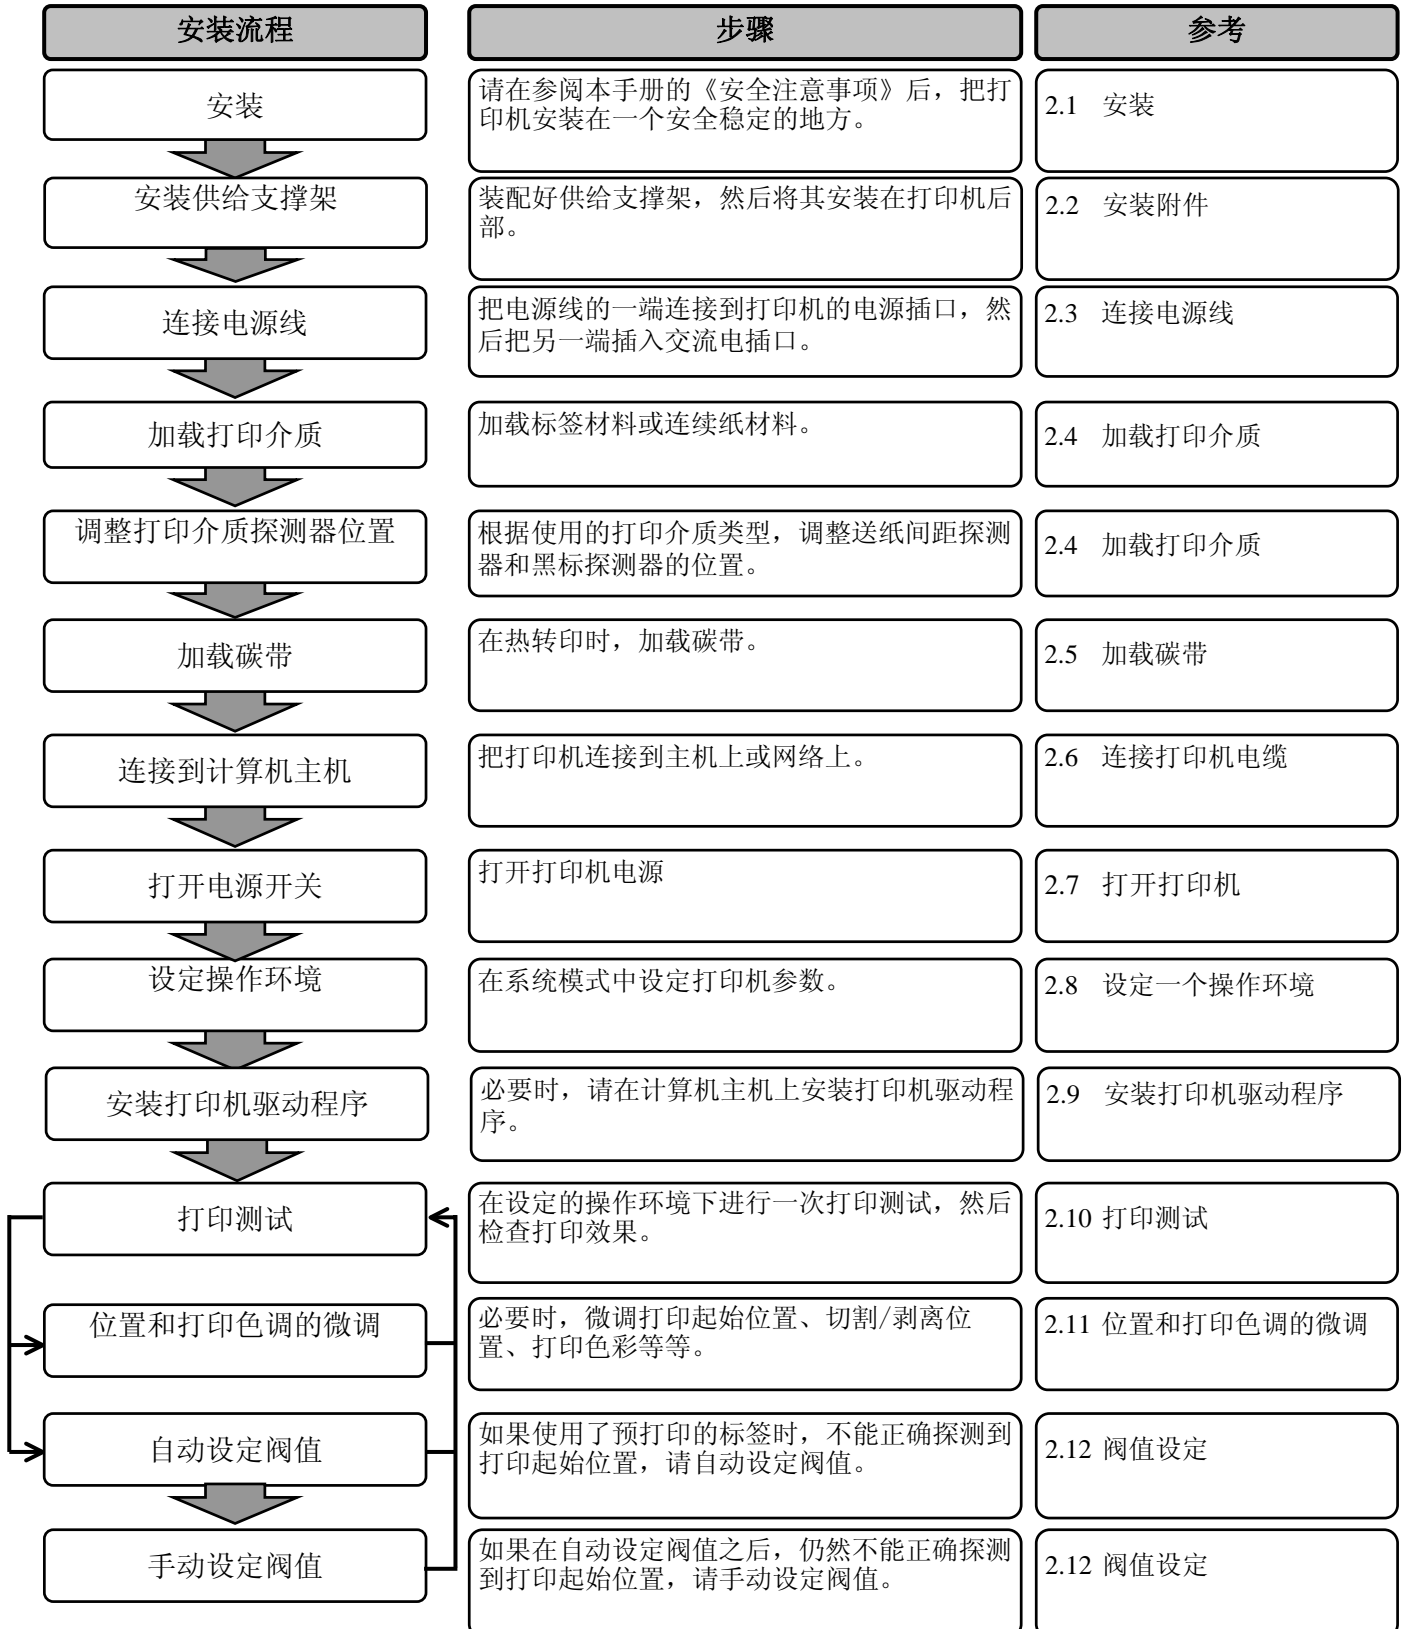 安装流程 步骤 参考
安装
请在参阅本手册的《安全注意事项》后，把打
印机安装在一个安全稳定的地方。
2.1 安装
安装供给支撑架
装配好供给支撑架，然后将其安装在打印机后
部。
2.2 安装附件
连接电源线
把电源线的一端连接到打印机的电源插口，然
后把另一端插入交流电插口。
2.3 连接电源线
加载打印介质
加载标签材料或连续纸材料。
2.4 加载打印介质
调整打印介质探测器位置
根据使用的打印介质类型，调整送纸间距探测
器和黑标探测器的位置。
2.4 加载打印介质
加载碳带
在热转印时，加载碳带。
2.5 加载碳带
连接到计算机主机
把打印机连接到主机上或网络上。
2.6 连接打印机电缆
打开电源开关
打开打印机电源
2.7 打开打印机
设定操作环境
在系统模式中设定打印机参数。
2.8 设定一个操作环境
安装打印机驱动程序
必要时，请在计算机主机上安装打印机驱动程
序。
2.9 安装打印机驱动程序
打印测试
在设定的操作环境下进行一次打印测试，然后
检查打印效果。
2.10 打印测试
位置和打印色调的微调
必要时，微调打印起始位置、切割/剥离位
置、打印色彩等等。
2.11 位置和打印色调的微调
自动设定阀值
如果使用了预打印的标签时，不能正确探测到
打印起始位置，请自动设定阀值。
2.12 阀值设定
手动设定阀值
如果在自动设定阀值之后，仍然不能正确探测
到打印起始位置，请手动设定阀值。
2.12 阀值设定